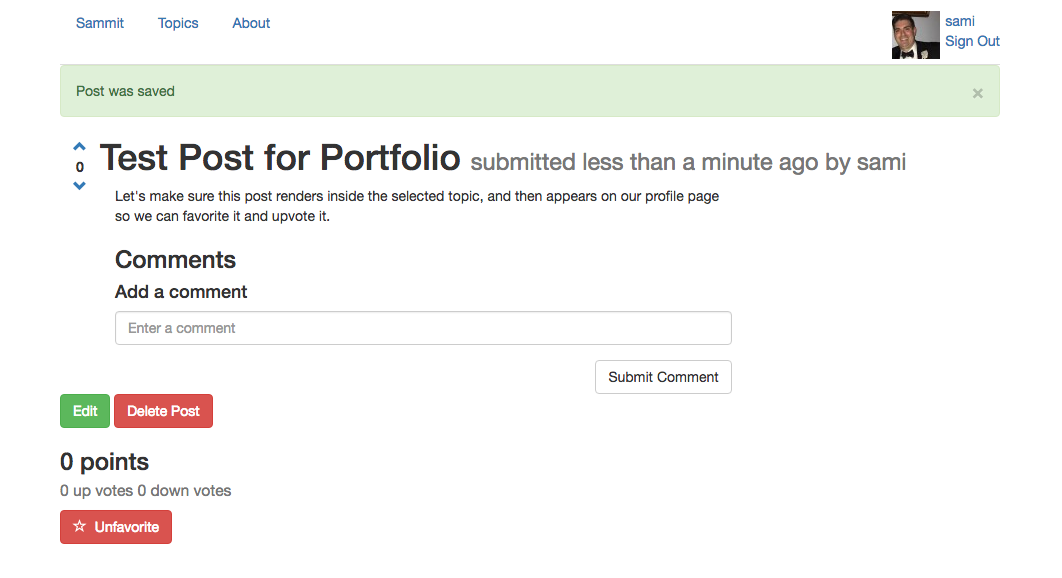 Sammit Topics About
sami
Sign Out
Post was saved ×
0
Test Post for Portfolio submitted less than a minute ago by sami
Let's make sure this post renders inside the selected topic, and then appears on our profile page
so we can favorite it and upvote it.
Comments
Add a comment
Enter a comment
Submit Comment
Edit Delete Post
0 points
0 up votes 0 down votes
Unfavorite